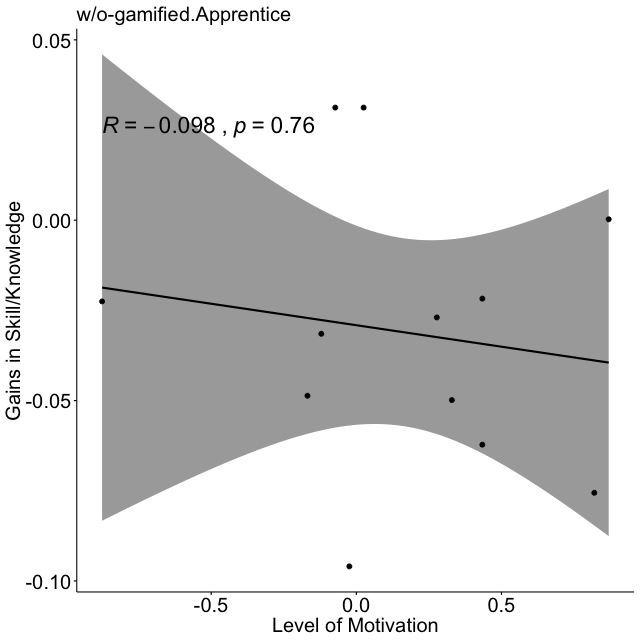 w/o-gamified.Apprentice
0.05
R = −0.098 , p = 0.76
0.00
Gains in Skill/Knowledge
-0.05
-0.10
-0.5 0.0 0.5
Level of Motivation